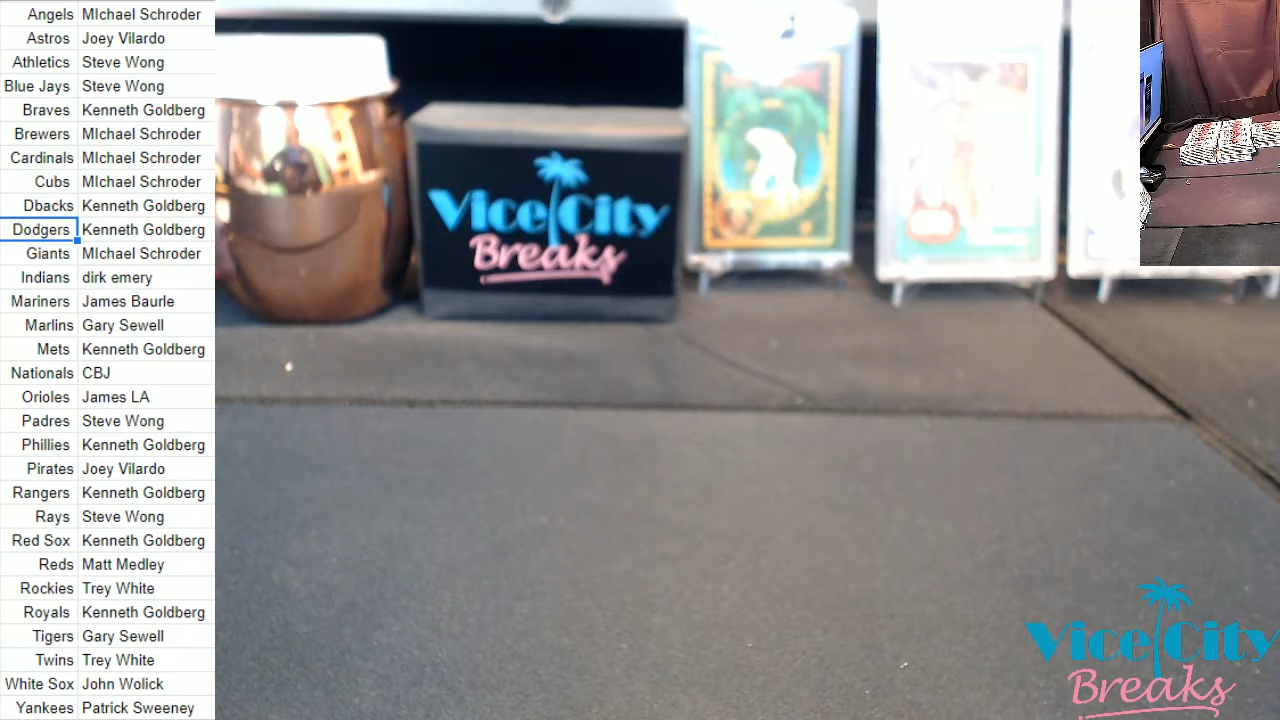 Angels MIchael Schroder
Astros Joey Vilardo
Athletics Steve Wong
Blue Jays Steve Wong
Braves Kenneth Goldberg
Brewers MIchael Schroder
Cardinals MIchael Schroder
Cubs MIchael Schroder
Dbacks Kenneth Goldberg
Dodgers Kenneth Goldberg
Giants MIchael Schroder
Indians dirk emery
Mariners James Baurle
Marlins Gary Sewell
Mets Kenneth Goldberg
Nationals CBJ
Orioles James LA
Padres Steve Wong
Phillies Kenneth Goldberg
Pirates Joey Vilardo
Rangers Kenneth Goldberg
Rays Steve Wong
Red Sox Kenneth Goldberg
Reds Matt Medley
Rockies Trey White
Royals Kenneth Goldberg
Tigers Gary Sewell
Twins Trey White
White Sox John Wolick
Yankees Patrick Sweeney
Vice City
Breaks
Vice City
Breaks